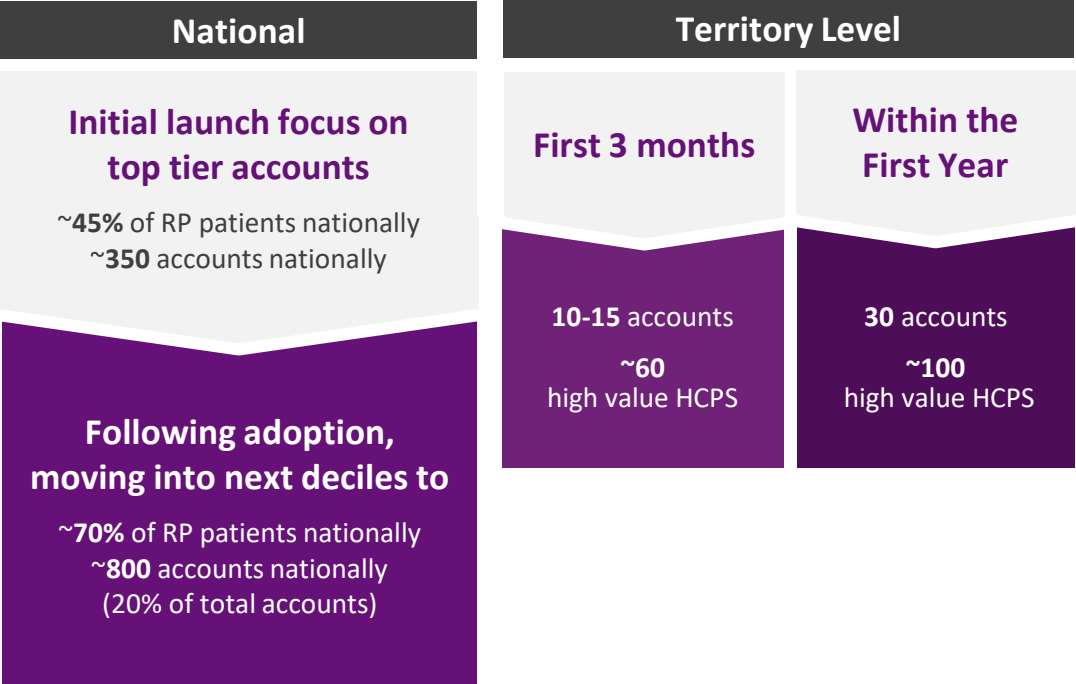 National
Initial launch focus on
top tier accounts
~45% of RP patients nationally
~350 accounts nationally
Following adoption,
moving into next deciles to
~70% of RP patients nationally
~800 accounts nationally
(20% of total accounts)
Territory Level
First 3 months
10-15 accounts
~60
high value HCPS
Within the
First Year
30 accounts
~100
high value HCPS